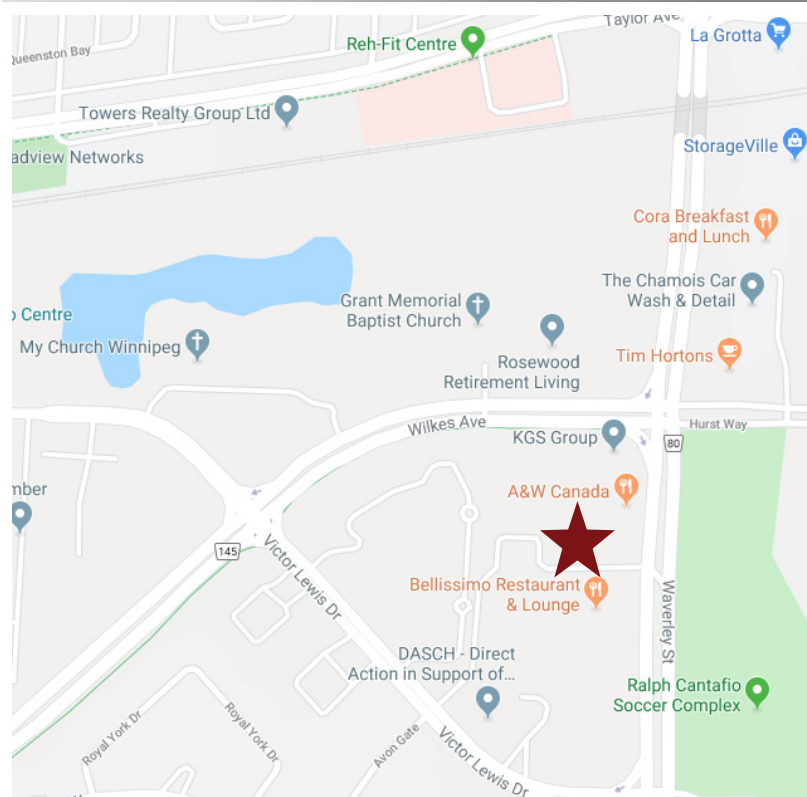 Taylor Ave
La Grotta
Reh-Fit Centre
Queenston Bay
Towers Realty Group Ltd
StorageVille
adview Networks
Cora Breakfast
and Lunch
The Chamois Car
Wash & Detail
Grant Memorial
Baptist Church
Centre
My Church Winnipeg
Rosewood
Retirement Living
Tim Hortons
Wilkes Ave
Hurst Way
KGS Group
80
A&W Canada
mber
145
Victor Lewis Dr
Bellissimo Restaurant
& Lounge
Waverley St
DASCH - Direct
Action in Support of...
Ralph Cantafio
Soccer Complex
Royal York Dr
Royal York Dr
Avon Gate
Victor Lewis Dr